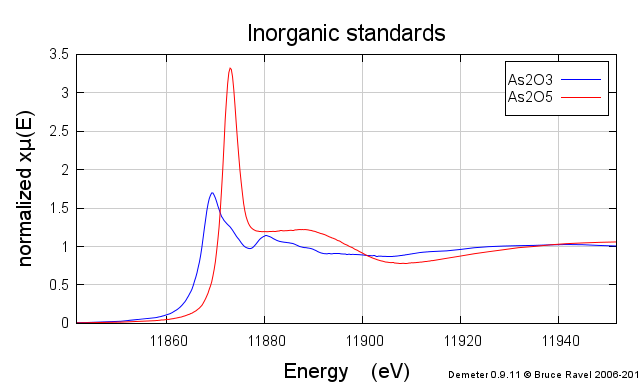 Inorganic standards
3.5
3
2.5
2
1.5
1
0.5
0
normalized xμ(E)
As2O3
As2O5
11860 11880 11900 11920 11940
Energy (eV)
Demeter 0.9.11 © Bruce Ravel 2006-201